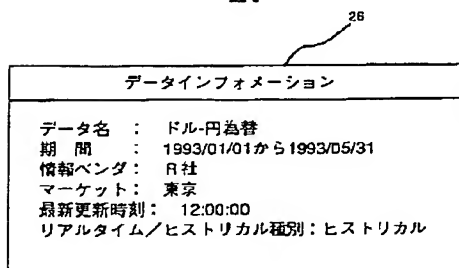 26
データインフォメーション
データ名 : ドル-円為替
期 間 : 1993/01/01から1993/05/31
情報ベンダ: R社
マーケット: 東京
最新更新時刻: 12:00:00
リアルタイム/ヒストリカル種別:ヒストリカル